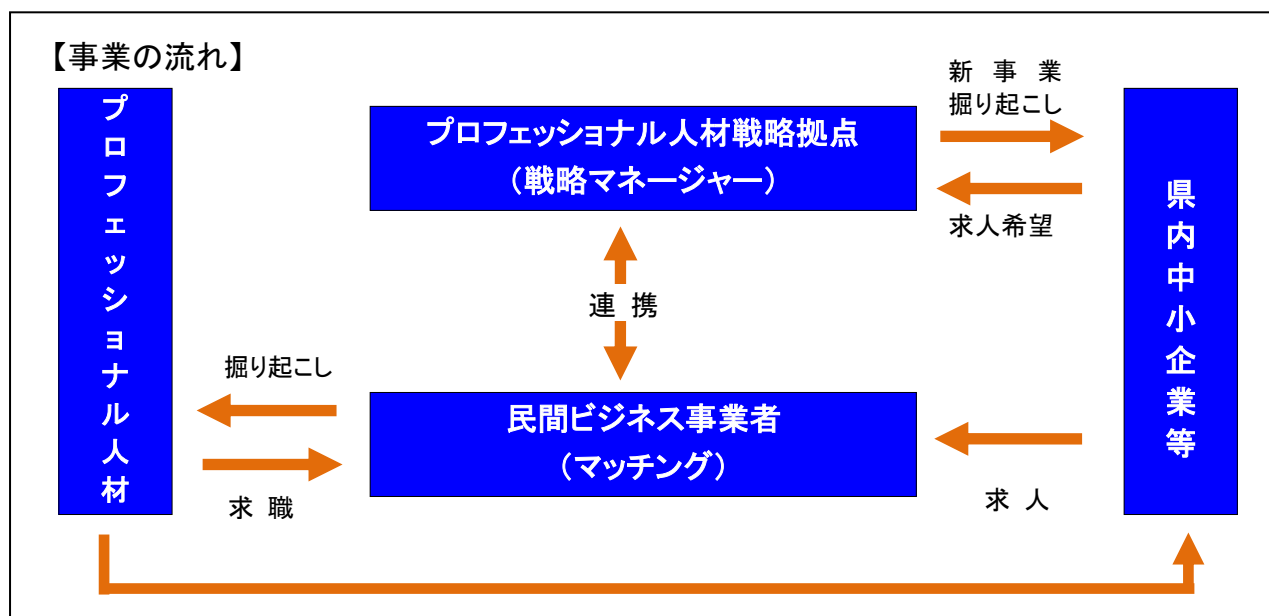 【事業の流れ】
プロフェッショナル人材
プロフェッショナル人材戦略拠点
（戦略マネージャー）
新 事 業
掘り起こし
求人希望
県内中小企業等
連 携
掘り起こし
求 職
民間ビジネス事業者
（マッチング）
求 人